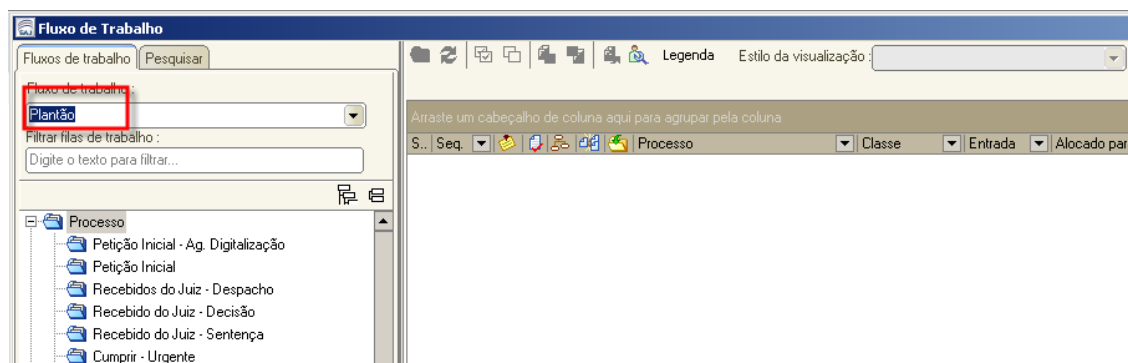 Fluxo de Trabalho
Fluxos de trabalho Pesquisar
Legenda Estilo da visualização :
Fluxo de trabalho :
Plantão
Filtrar filas de trabalho :
Digite o texto para filtrar...
Arraste um cabeçalho de coluna aqui para agrupar pela coluna
S.. Seq. Processo Classe Entrada Alocado par
Processo
Petição Inicial - Ag. Digitalização
Petição Inicial
Recebidos do Juiz - Despacho
Recebido do Juiz - Decisão
Recebido do Juiz - Sentença
Cumprir - Urgente